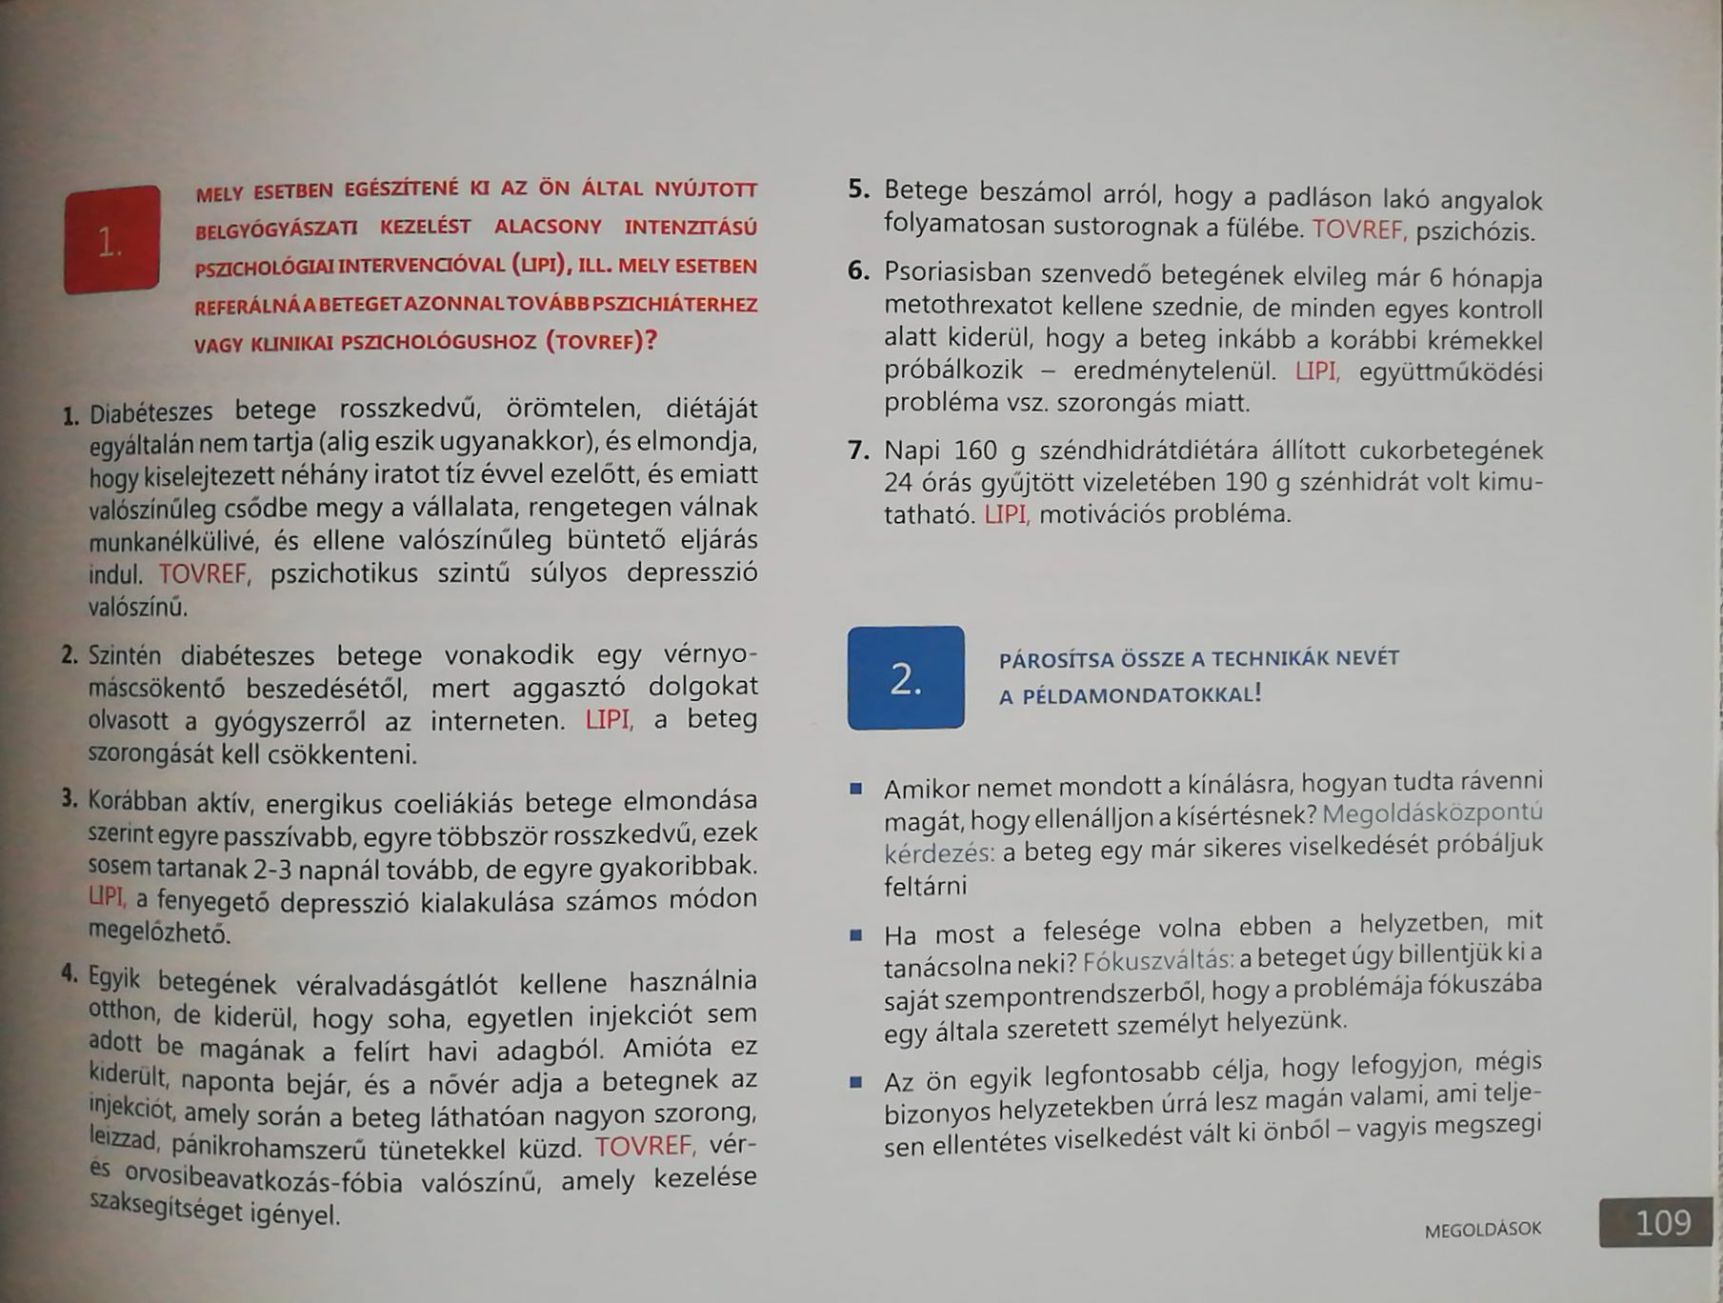 1.
MELY ESETBEN EGÉSZÍTENÉ KI AZ ÖN ÁLTAL NYÚJTOTT
BELGYÓGYÁSZATI KEZELÉST ALACSONY INTENZITÁSÚ
PSZICHOLÓGIAI INTERVENCIÓVAL (LIPI), ILL. MELY ESETBEN
REFERÁLNÁ A BETEGET AZONNAL TOVÁBB PSZICHIÁTERHEZ
VAGY KLINIKAI PSZICHOLÓGUSHOZ (TOVREF)?
1. Diabéteszes betege rosszkedvű, örömtelen, diétáját
egyáltalán nem tartja (alig eszik ugyanakkor), és elmondja,
hogy kiselejtezett néhány iratot tíz évvel ezelőtt, és emiatt
valószínűleg csődbe megy a vállalata, rengetegen válnak
munkanélkülivé, és ellene valószínűleg büntető eljárás
indul. TOVREF, pszichotikus szintű súlyos depresszió
valószínű.
2. Szintén diabéteszes betege vonakodik egy vérnyo-
máscsökentő beszedésétől, mert aggasztó dolgokat
olvasott a gyógyszerről az interneten. LIPI, a beteg
szorongását kell csökkenteni.
3. Korábban aktív, energikus coeliákiás betege elmondása
szerint egyre passzívabb, egyre többször rosszkedvű, ezek
sosem tartanak 2-3 napnál tovább, de egyre gyakoribbak.
LIPI, a fenyegető depresszió kialakulása számos módon
megelőzhető.
4. Egyik betegének véralvadásgátlót kellene használnia
otthon, de kiderül, hogy soha, egyetlen injekciót sem
adott be magának a felírt havi adagból. Amióta ez
kiderült, naponta bejár, és a nővér adja a betegnek az
injekciót, amely során a beteg láthatóan nagyon szorong,
leizzad, pánikrohamszerű tünetekkel küzd. TOVREF, vér-
és orvosibeavatkozás-fóbia valószínű, amely kezelése
szaksegítséget igényel.
5. Betege beszámol arról, hogy a padláson lakó angyalok
folyamatosan sustorognak a fülébe. TOVREF, pszichózis.
6. Psoriasisban szenvedő betegének elvileg már 6 hónapja
metothrexatot kellene szednie, de minden egyes kontroll
alatt kiderül, hogy a beteg inkább a korábbi krémekkel
próbálkozik – eredménytelenül. LIPI, együttműködési
probléma vsz. szorongás miatt.
7. Napi 160 g széndhidrátdiétára állított cukorbetegének
24 órás gyűjtött vizeletében 190 g szénhidrát volt kimu-
tatható. LIPI, motivációs probléma.
2.
PÁROSÍTSA ÖSSZE A TECHNIKÁK NEVÉT
A PÉLDAMONDATOKKAL!
▪ Amikor nemet mondott a kínálásra, hogyan tudta rávenni
magát, hogy ellenálljon a kísértésnek? Megoldásközpontú
kérdezés: a beteg egy már sikeres viselkedését próbáljuk
feltárni
▪ Ha most a felesége volna ebben a helyzetben, mit
tanácsolna neki? Fókuszváltás: a beteget úgy billentjük ki a
saját szempontrendszerből, hogy a problémája fókuszába
egy általa szeretett személyt helyezünk.
▪ Az ön egyik legfontosabb célja, hogy lefogyjon, mégis
bizonyos helyzetekben úrrá lesz magán valami, ami telje-
sen ellentétes viselkedést vált ki önből – vagyis megszegi
MEGOLDÁSOK
109